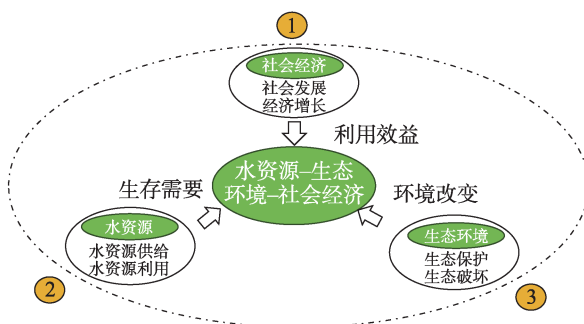 1
社会经济
社会发展
经济增长
利用效益
水资源–生态
环境–社会经济
生存需要
环境改变
水资源
水资源供给
水资源利用
生态环境
生态保护
生态破坏
2
3